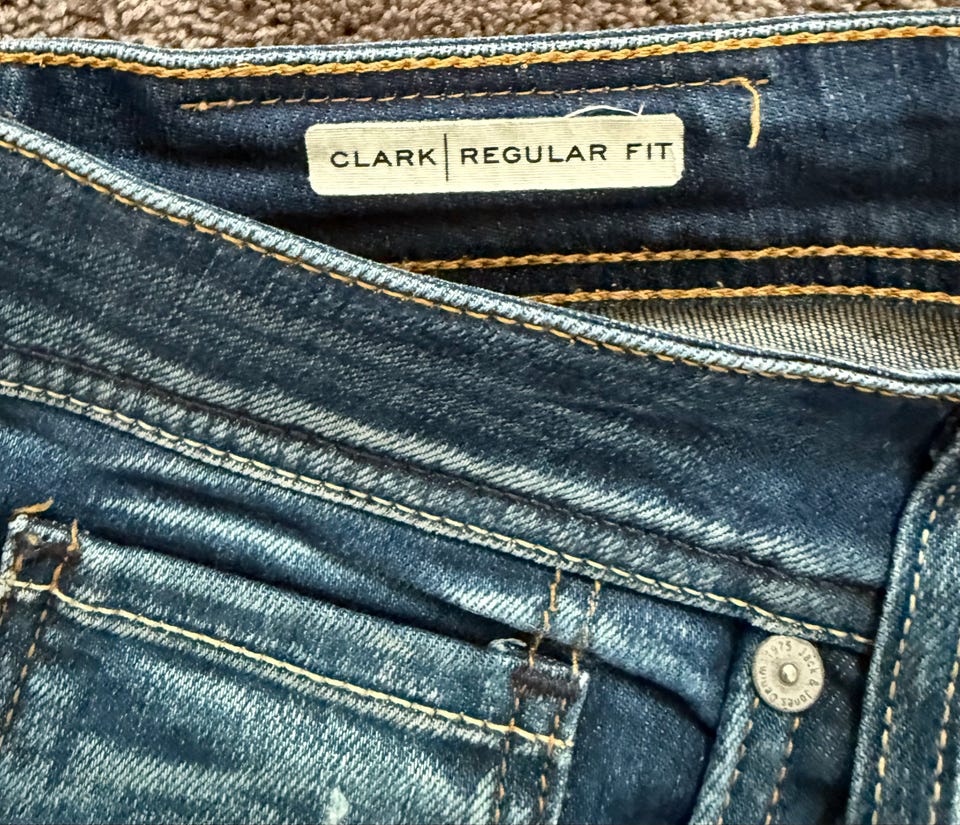 CLARK | REGULAR FIT
1975 Jack & Jones